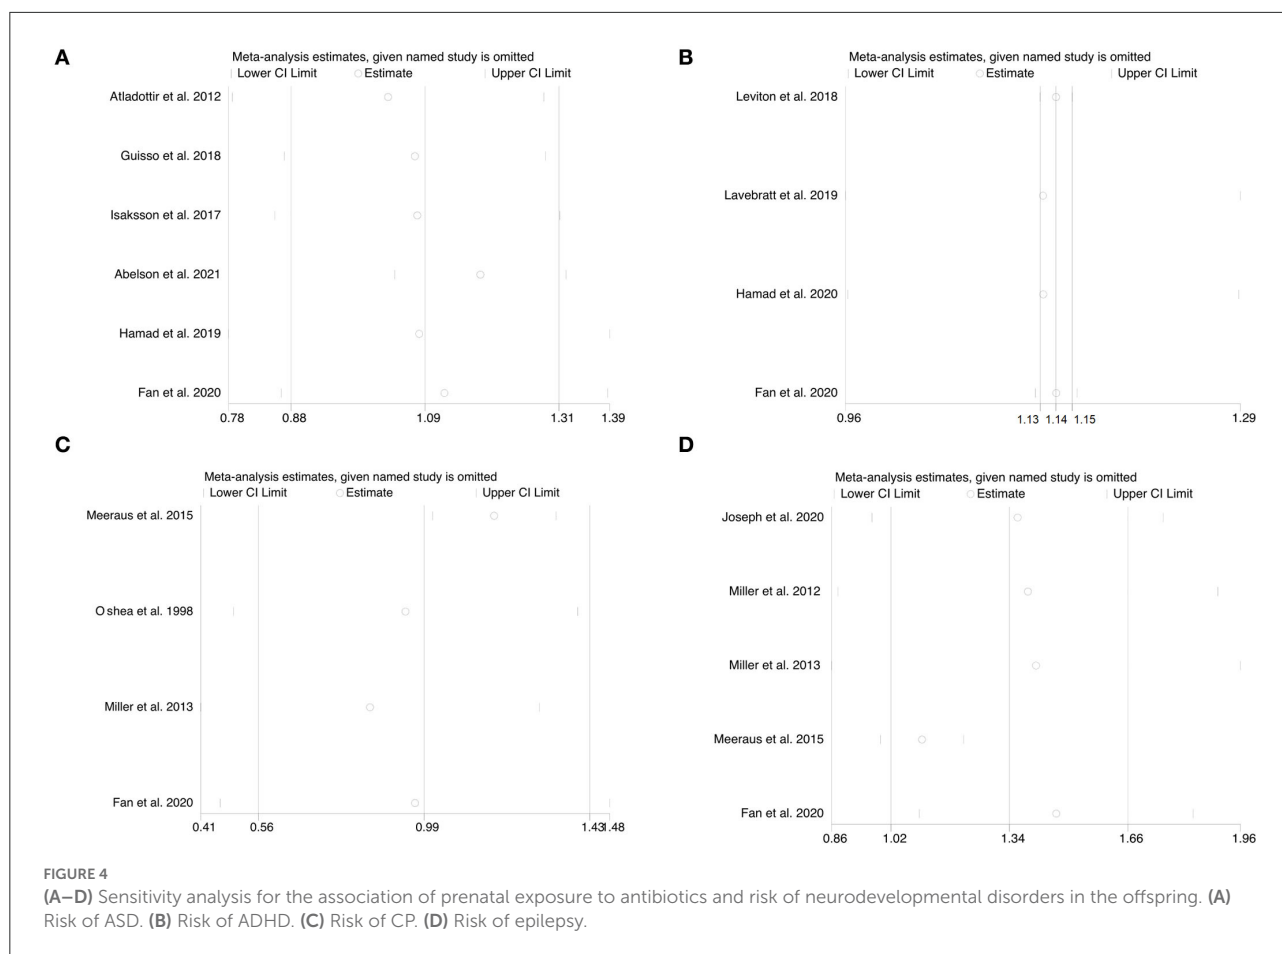 A
Meta-analysis estimates, given named study is omitted
Lower CI Limit Estimate Upper CI Limit
Atladottir et al. 2012
Guisso et al. 2018
Isaksson et al. 2017
Abelson et al. 2021
Hamad et al. 2019
Fan et al. 2020
0.78 0.88 1.09 1.31 1.39
B
Meta-analysis estimates, given named study is omitted
Lower CI Limit Estimate Upper CI Limit
Leviton et al. 2018
Lavebratt et al. 2019
Hamad et al. 2020
Fan et al. 2020
0.96 1.13 1.14 1.15 1.29
C
Meta-analysis estimates, given named study is omitted
Lower CI Limit Estimate Upper CI Limit
Meeraus et al. 2015
O shea et al. 1998
Miller et al. 2013
Fan et al. 2020
0.41 0.56 0.99 1.43 1.48
D
Meta-analysis estimates, given named study is omitted
Lower CI Limit Estimate Upper CI Limit
Joseph et al. 2020
Miller et al. 2012
Miller et al. 2013
Meeraus et al. 2015
Fan et al. 2020
0.86 1.02 1.34 1.66 1.96
FIGURE 4
(A–D) Sensitivity analysis for the association of prenatal exposure to antibiotics and risk of neurodevelopmental disorders in the offspring. (A)
Risk of ASD. (B) Risk of ADHD. (C) Risk of CP. (D) Risk of epilepsy.